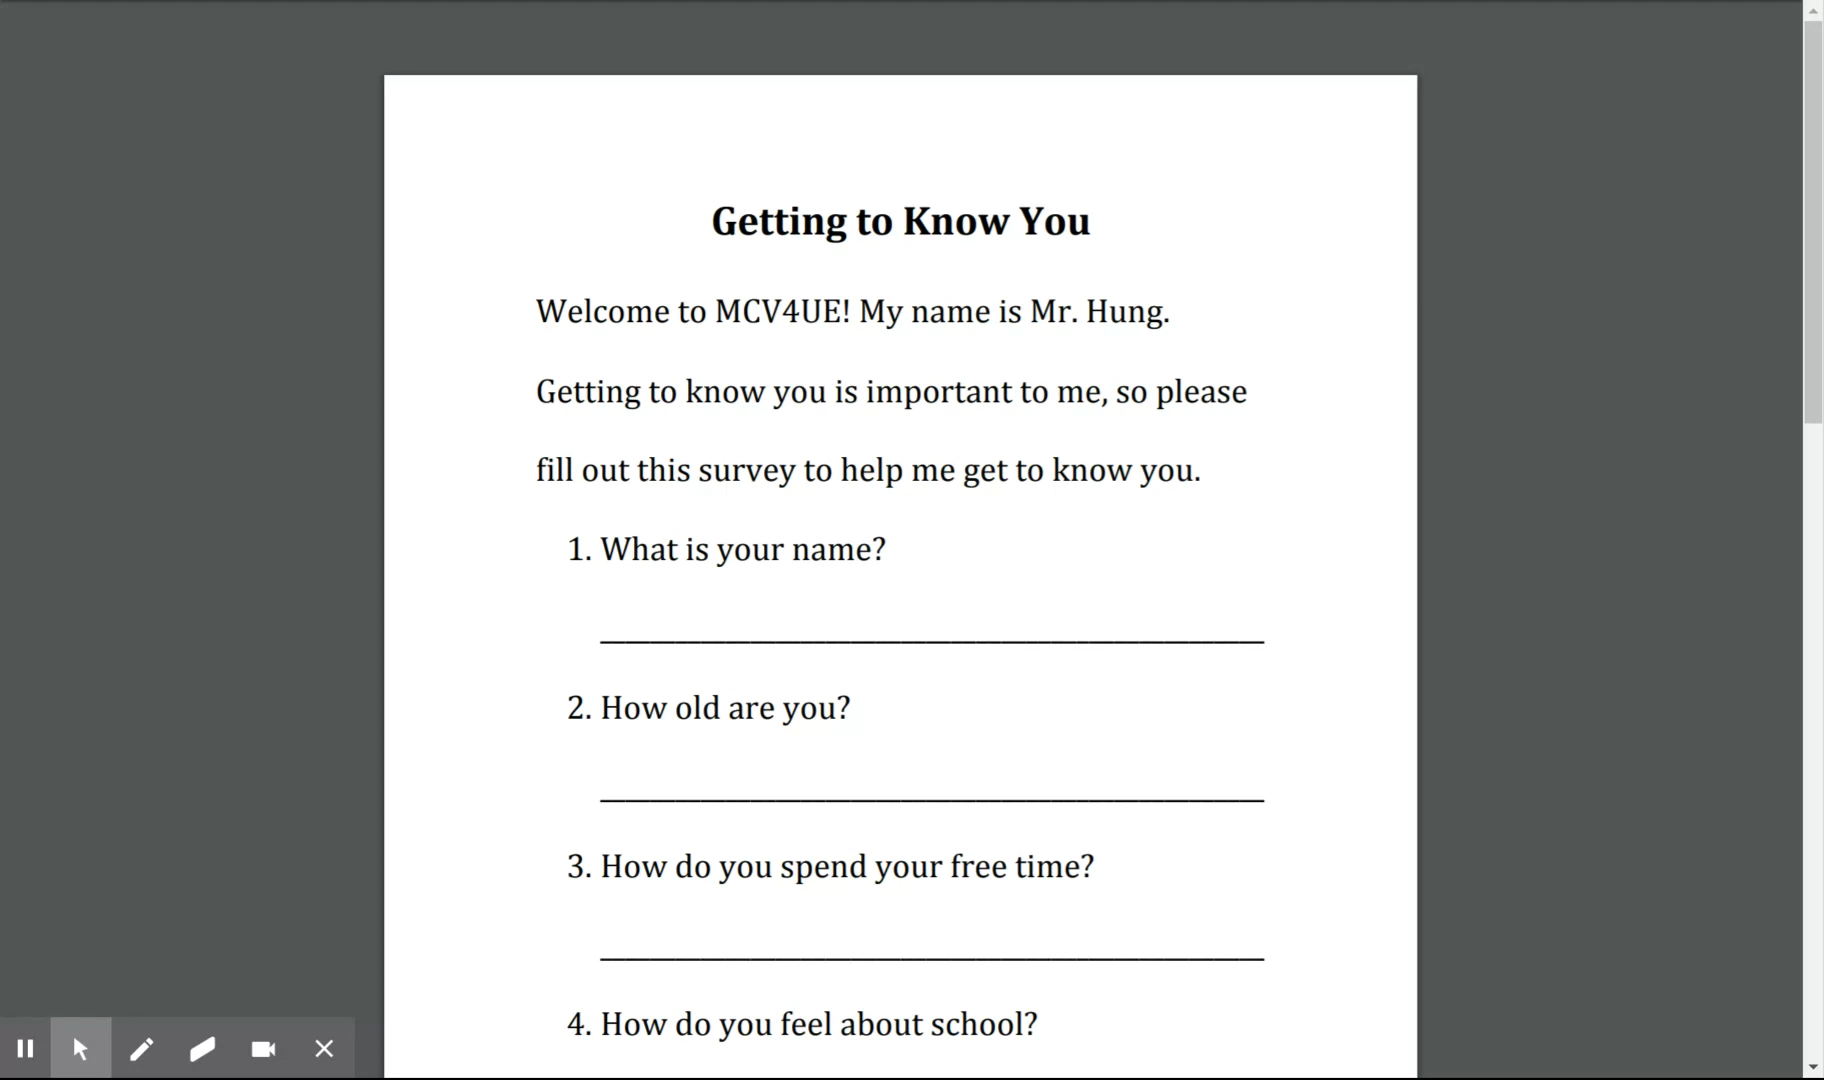 Getting to Know You
Welcome to MCV4UE! My name is Mr. Hung.
Getting to know you is important to me, so please
fill out this survey to help me get to know you.
1. What is your name?
2. How old are you?
3. How do you spend your free time?
4. How do you feel about school?